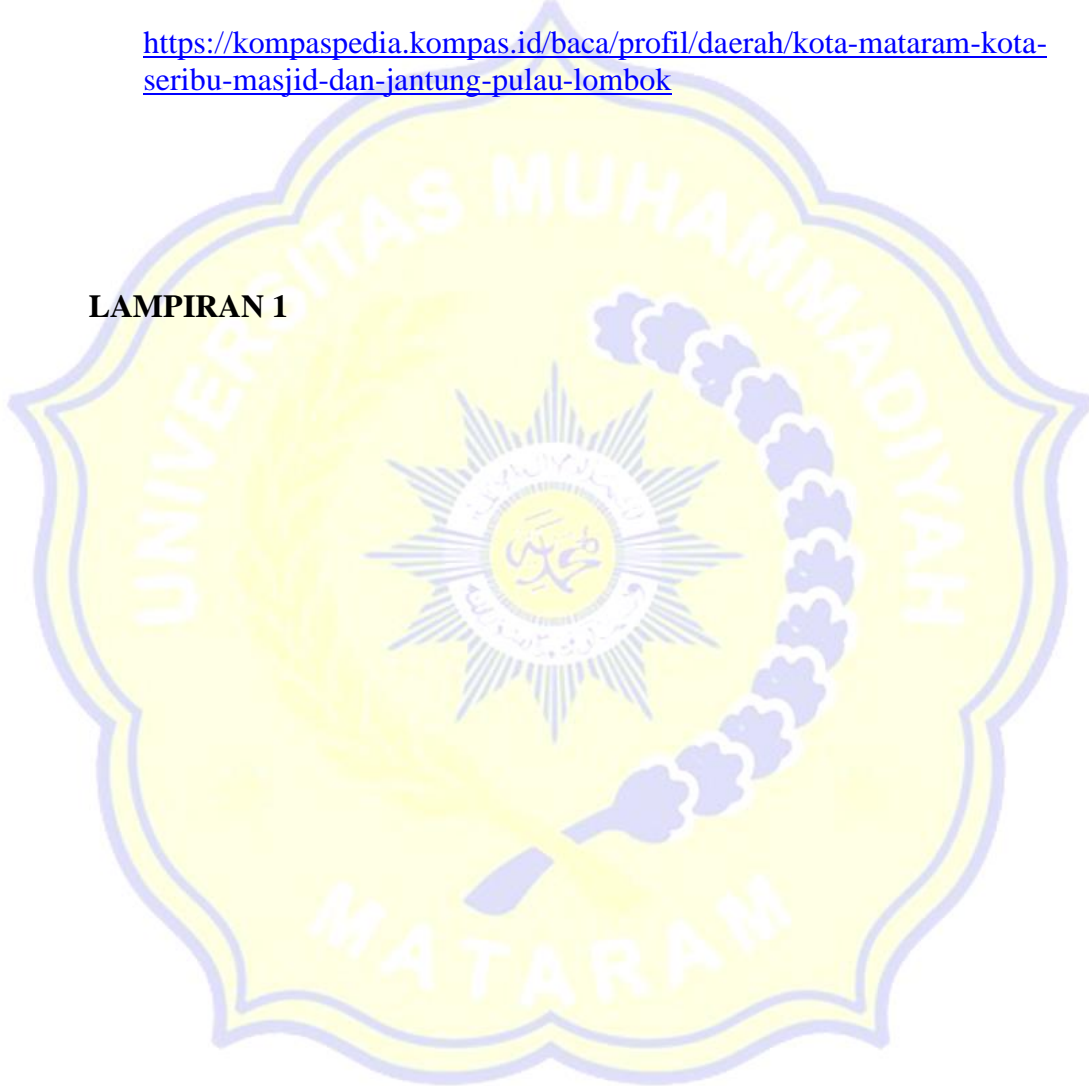 https://kompaspedia.kompas.id/baca/profil/daerah/kota-mataram-kota-
seribu-masjid-dan-jantung-pulau-lombok
LAMPIRAN 1
UNIVERSITAS MUHAMMADIYAH
MATARAM